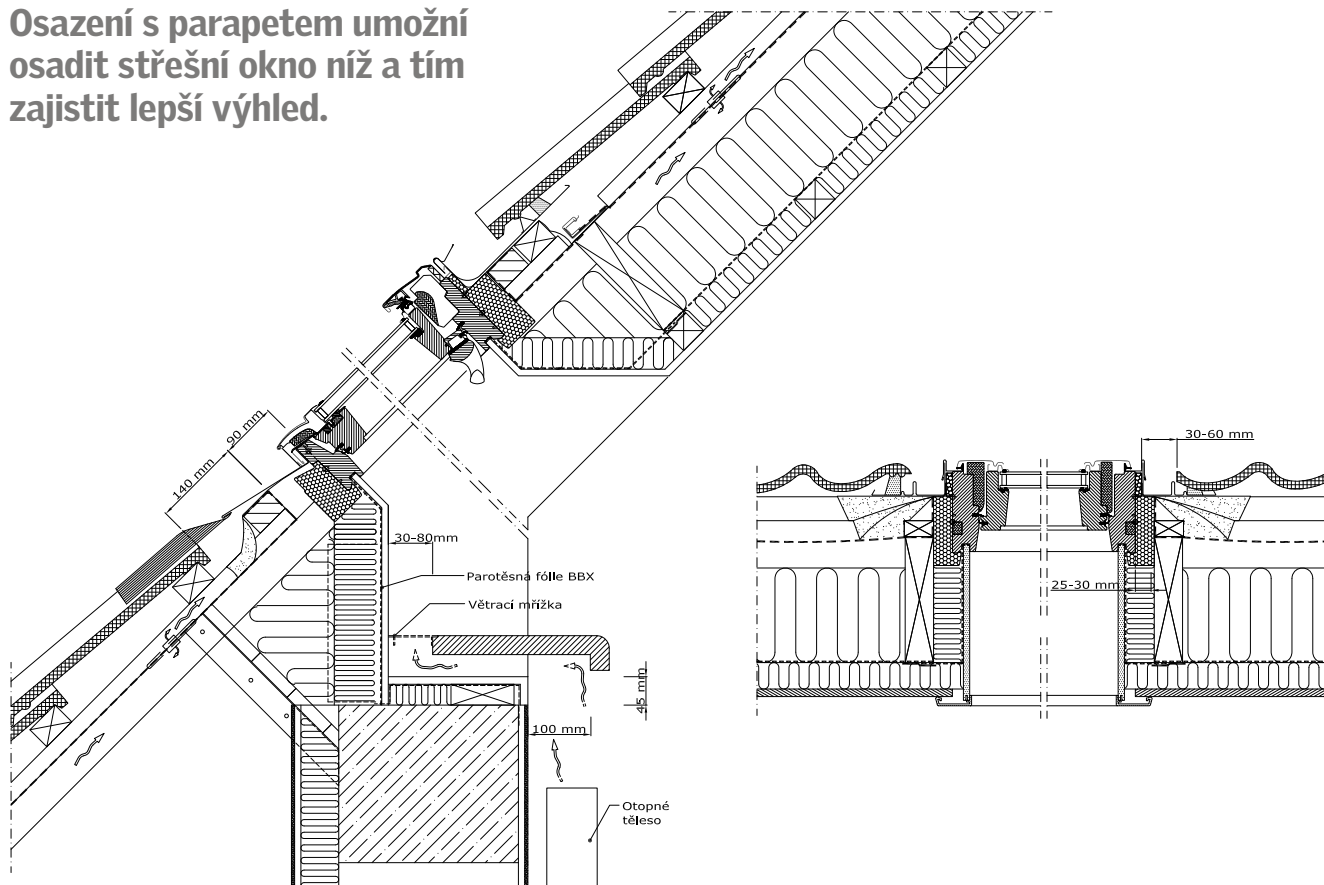 Osazení s parapetem umožní
osadit střešní okno níž a tím
zajistit lepší výhled.
90 mm
140 mm
30-60 mm
30-80mm
Parotěsná fólle BBX
Větrací mřížka
25-30 mm
45 mm
100 mm
Otopné
těleso